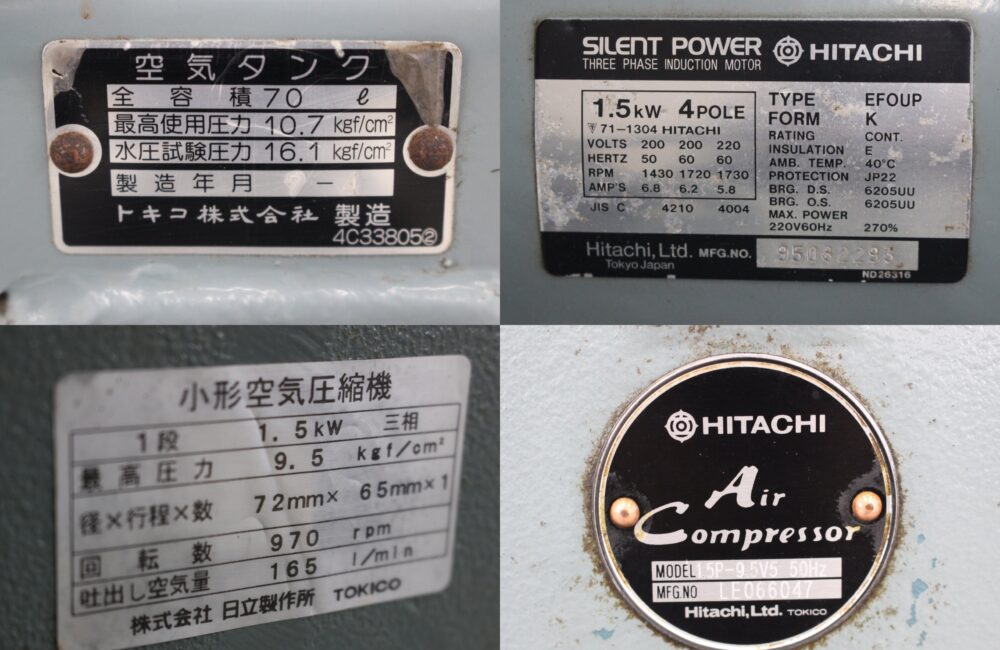 空気タンク
全容積 70 ℓ
最高使用圧力 10.7 kgf/cm²
水圧試験圧力 16.1 kgf/cm²
製造年月 －
トキコ株式会社 製造
4C33805②
SILENT POWER HITACHI
THREE PHASE INDUCTION MOTOR
1.5kW 4POLE
71-1304 HITACHI
VOLTS 200 200 220
HERTZ 50 60 60
RPM 1430 1720 1730
AMP'S 6.8 6.2 5.8
JIS C 4210 4004
TYPE EFOUP
FORM K
RATING CONT.
INSULATION E
AMB. TEMP. 40°C
PROTECTION JP22
BRG. D.S. 6205UU
BRG. O.S. 6205UU
MAX. POWER
220V60Hz 270%
Hitachi, Ltd. MFG.NO. 95062293
Tokyo Japan
ND26316
小形空気圧縮機
1段 1.5kW 三相
最高圧力 9.5 kgf/cm²
径×行程×数 72mm× 65mm×1
回転数 970 rpm
吐出し空気量 165 l/min
株式会社 日立製作所 TOKICO
HITACHI
Air
Compressor
MODEL 1.5P-9.5V5 50Hz
MFG.NO LE066047
Hitachi, Ltd. TOKICO